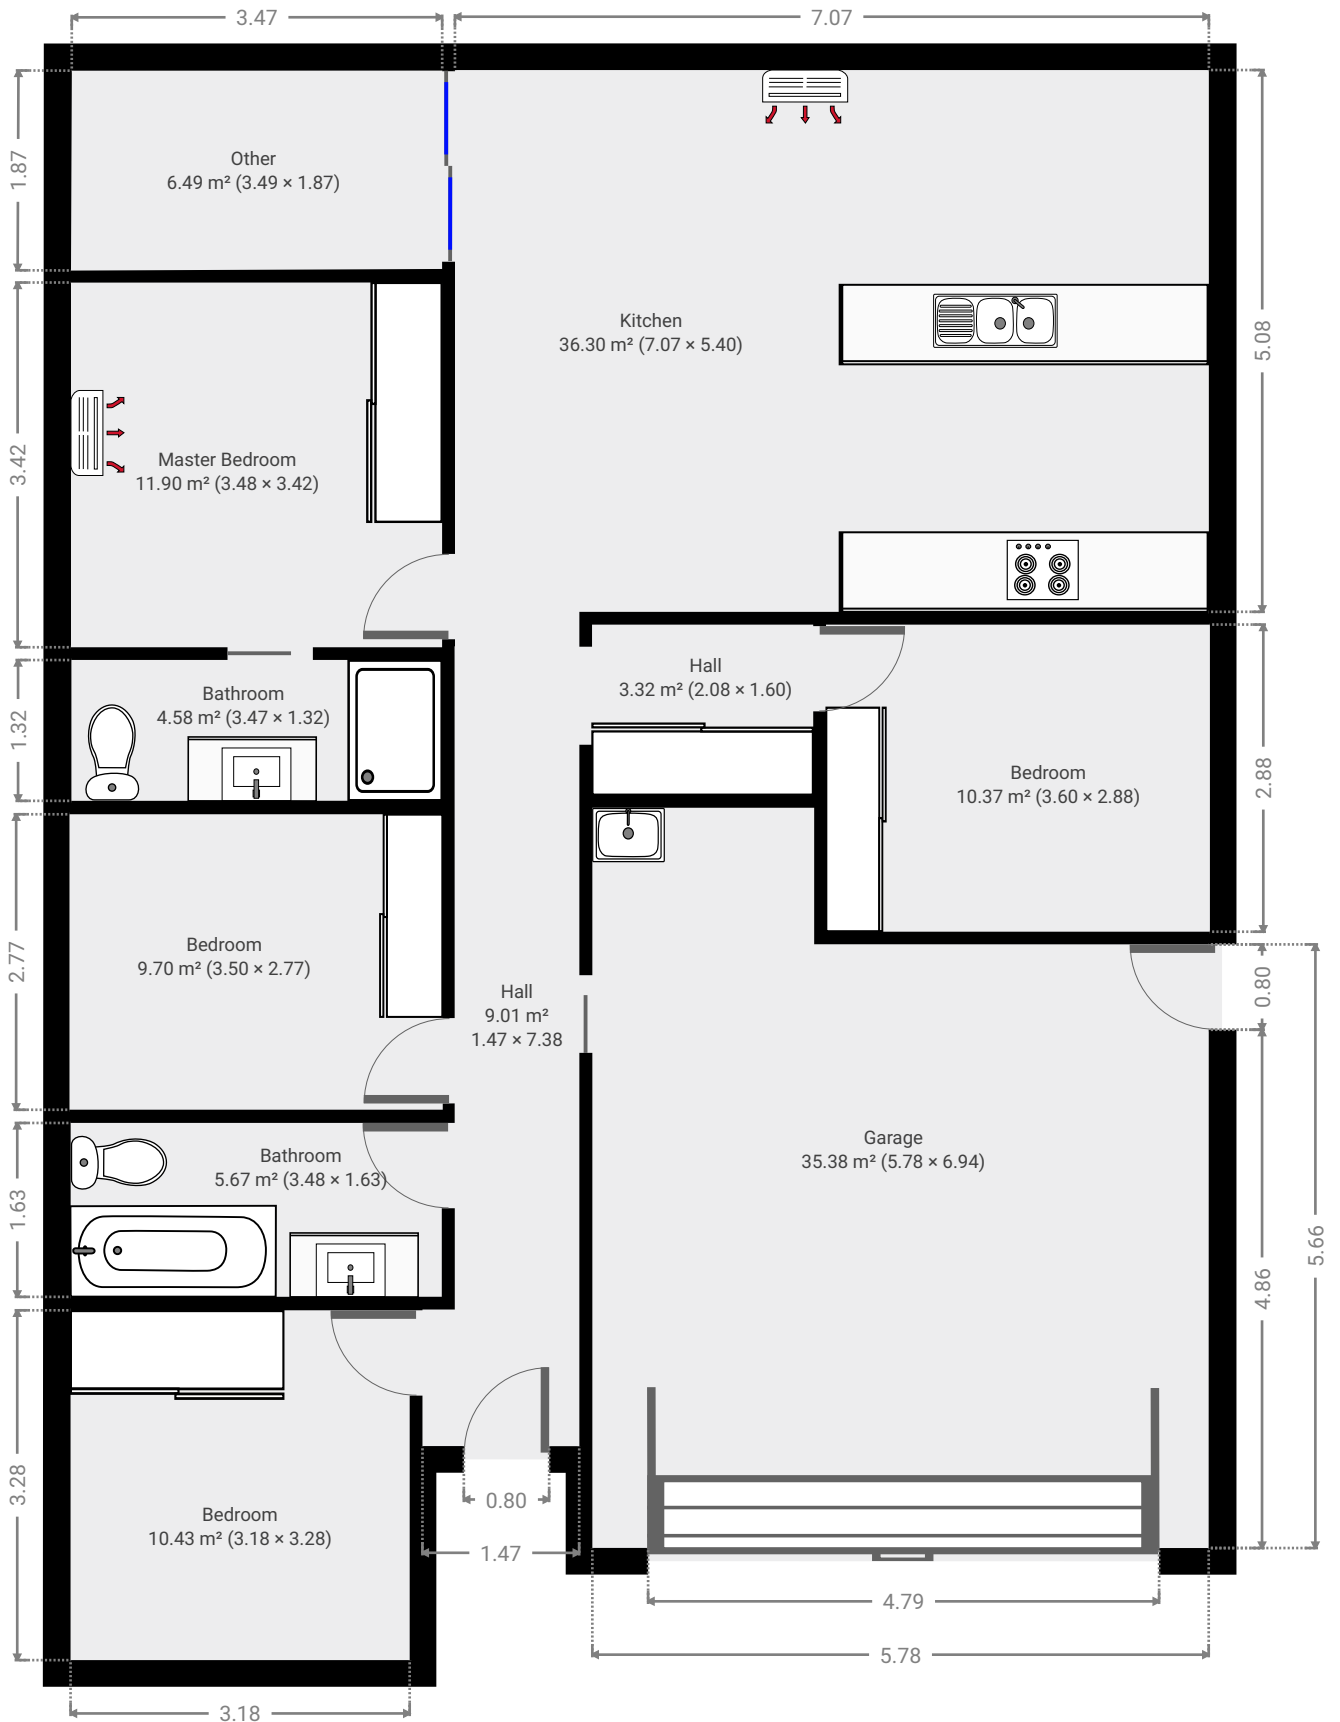 3.47
7.07
1.87
Other
6.49 m² (3.49 × 1.87)
5.08
Kitchen
36.30 m² (7.07 × 5.40)
3.42
Master Bedroom
11.90 m² (3.48 × 3.42)
Hall
3.32 m² (2.08 × 1.60)
1.32
Bathroom
4.58 m² (3.47 × 1.32)
2.88
Bedroom
10.37 m² (3.60 × 2.88)
2.77
Bedroom
9.70 m² (3.50 × 2.77)
Hall
9.01 m²
1.47 × 7.38
0.80
Garage
35.38 m² (5.78 × 6.94)
1.63
Bathroom
5.67 m² (3.48 × 1.63)
5.66
4.86
3.28
Bedroom
10.43 m² (3.18 × 3.28)
0.80
1.47
4.79
5.78
3.18